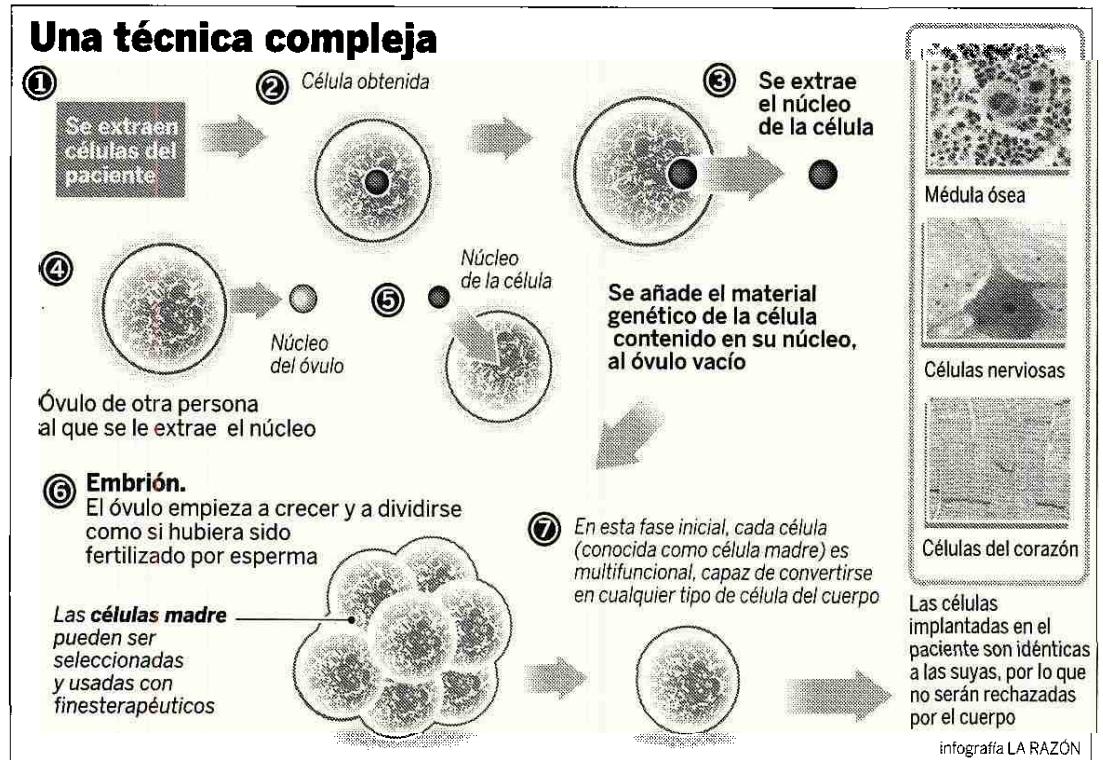 Una técnica compleja
1
Se extraen
células del
paciente
2
Célula obtenida
3
Se extrae
el núcleo
de la célula
4
Núcleo
del óvulo
Óvulo de otra persona
al que se le extrae el núcleo
5
Núcleo
de la célula
Se añade el material
genético de la célula
contenido en su núcleo,
al óvulo vacío
6
Embrión.
El óvulo empieza a crecer y a dividirse
como si hubiera sido
fertilizado por esperma
Las células madre
pueden ser
seleccionadas
y usadas con
finesterapéuticos
7
En esta fase inicial, cada célula
(conocida como célula madre) es
multifuncional, capaz de convertirse
en cualquier tipo de célula del cuerpo
Médula ósea
Células nerviosas
Células del corazón
Las células
implantadas en el
paciente son idénticas
a las suyas, por lo que
no serán rechazadas
por el cuerpo
infografía LA RAZÓN